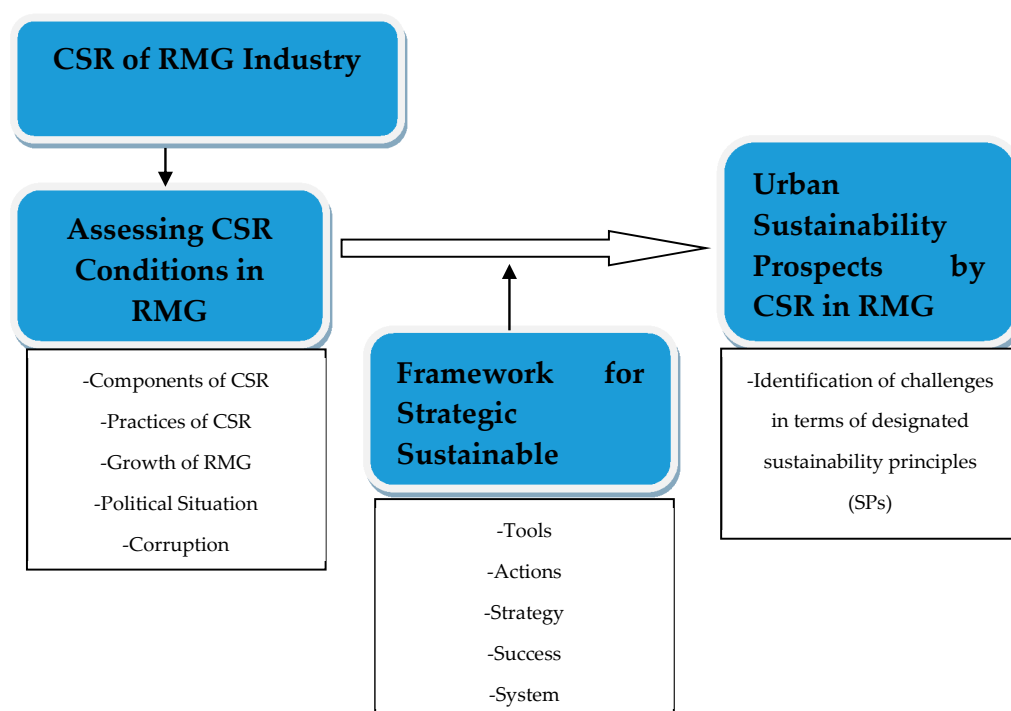 CSR of RMG Industry
Assessing CSR
Conditions in
RMG
-Components of CSR
-Practices of CSR
-Growth of RMG
-Political Situation
-Corruption
Framework for
Strategic
Sustainable
-Tools
-Actions
-Strategy
-Success
-System
Urban
Sustainability
Prospects by
CSR in RMG
-Identification of challenges
in terms of designated
sustainability principles
(SPs)